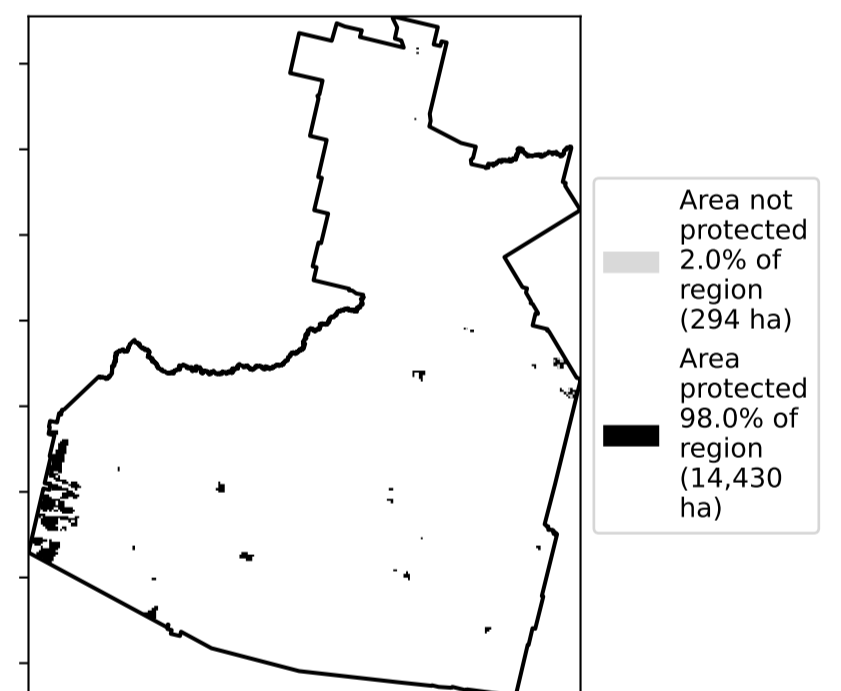 Area not
protected
2.0% of
region
(294 ha)
Area
protected
98.0% of
region
(14,430
ha)